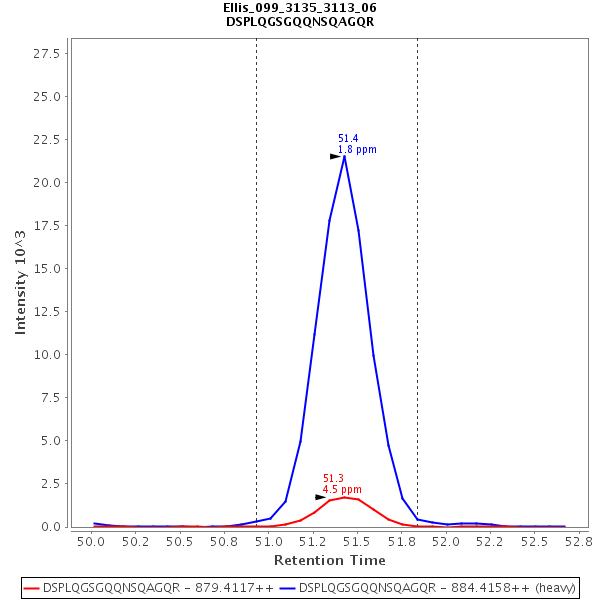 Ellis_099_3135_3113_06
DSPLQGSGQQNSQAGQR
27.5
25.0
22.5
20.0
17.5
15.0
12.5
10.0
7.5
5.0
2.5
0.0
Intensity 10^3
51.4
1.8 ppm
51.3
4.5 ppm
50.0 50.2 50.5 50.8 51.0 51.2 51.5 51.8 52.0 52.2 52.5 52.8
Retention Time
DSPLQGSGQQNSQAGQR - 879.4117++ DSPLQGSGQQNSQAGQR - 884.4158++ (heavy)